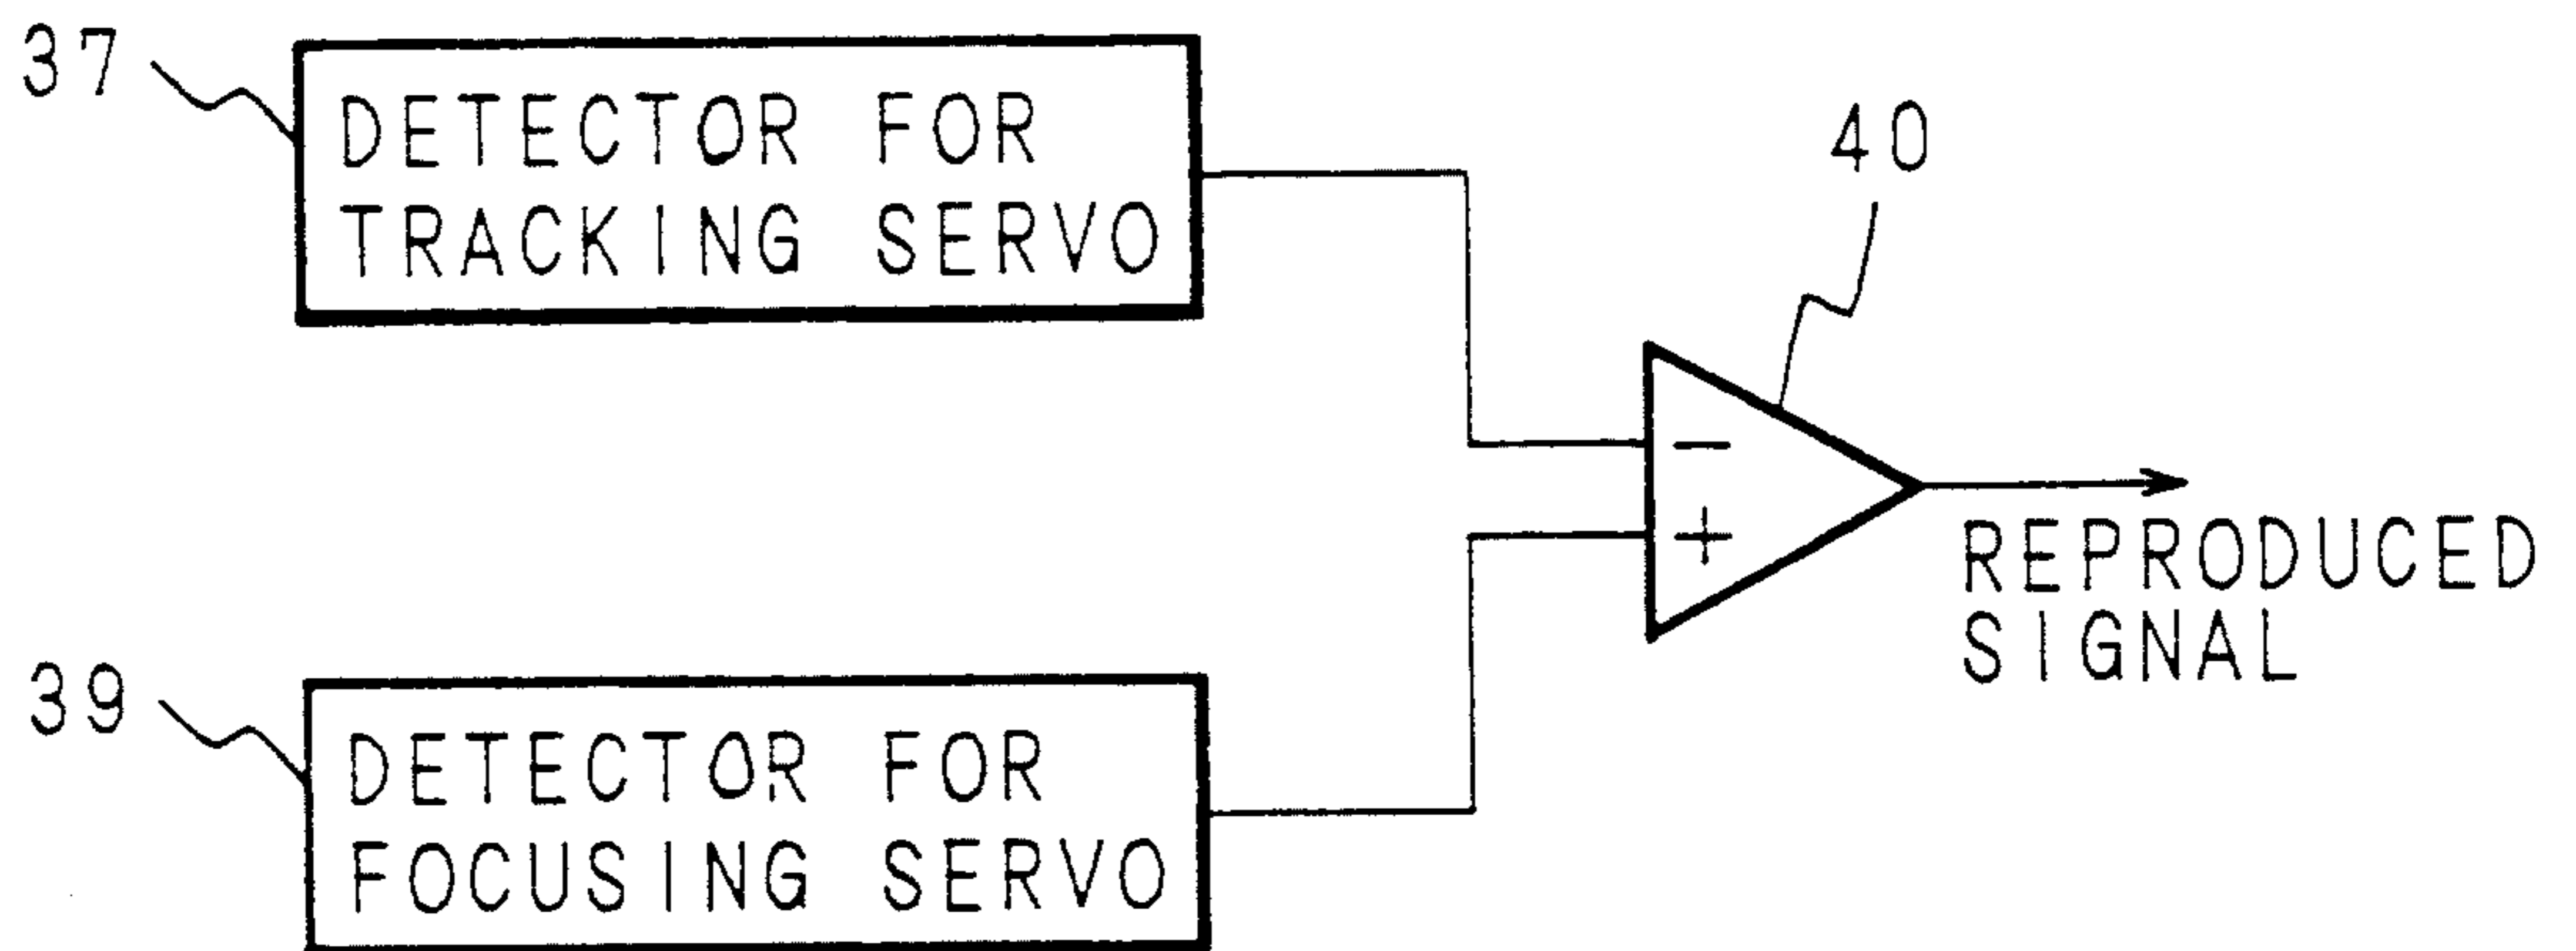 37
DETECTOR FOR
TRACKING SERVO
40
−
+
REPRODUCED
SIGNAL
39
DETECTOR FOR
FOCUSING SERVO